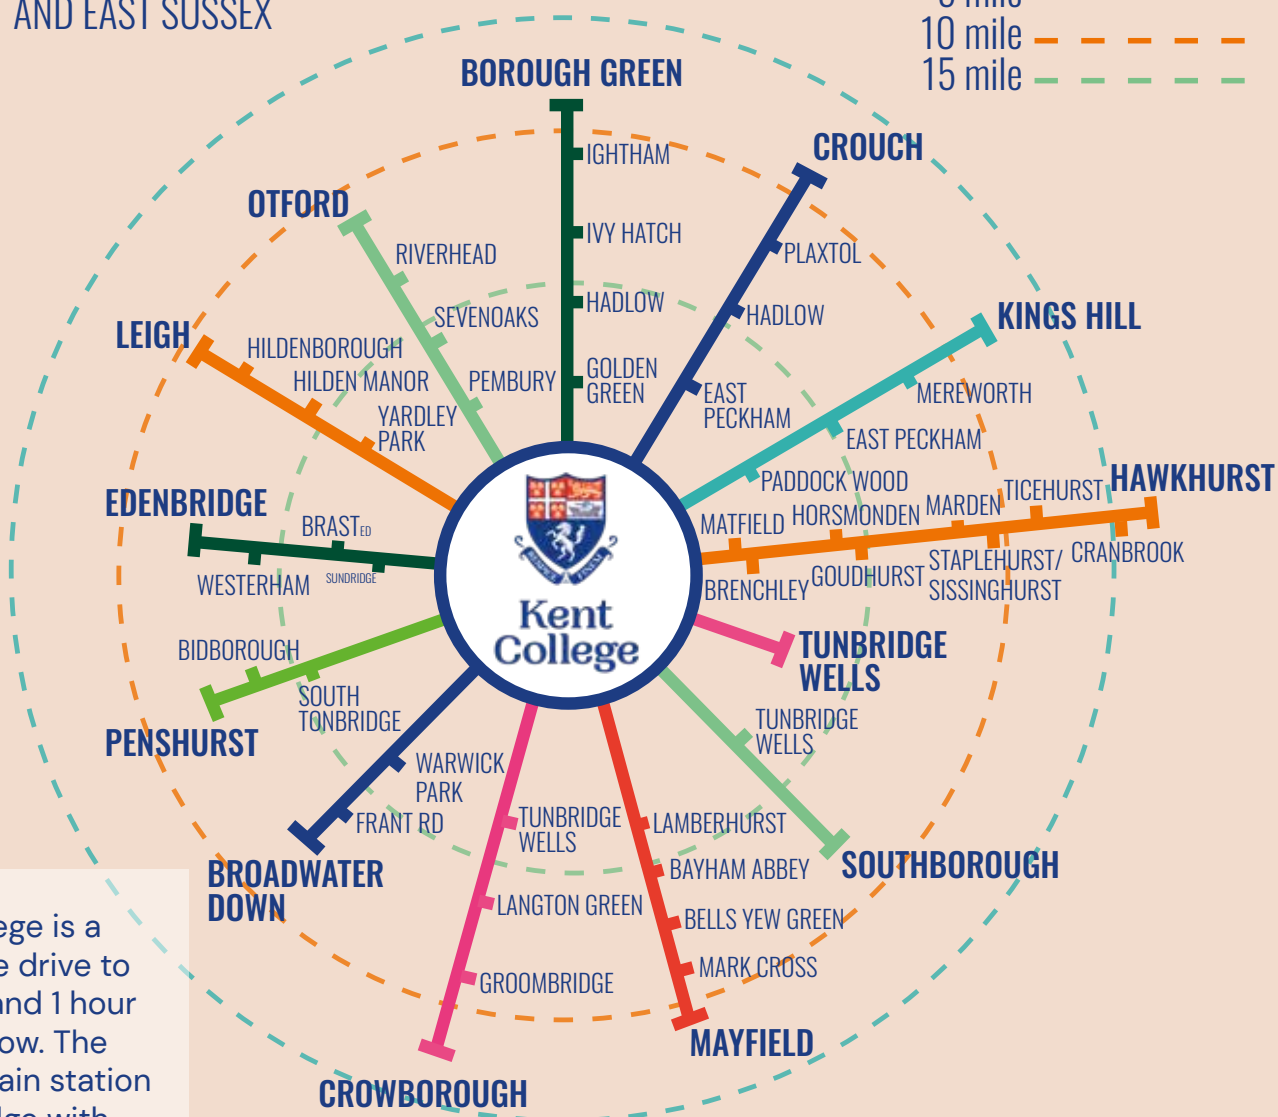 AND EAST SUSSEX
10 mile
15 mile
BOROUGH GREEN
IGHTHAM
IVY HATCH
HADLOW
GOLDEN
GREEN
CROUCH
PLAXTOL
HADLOW
EAST
PECKHAM
KINGS HILL
MEREWORTH
EAST PECKHAM
PADDOCK WOOD
HAWKHURST
TICEHURST
MARDEN
HORSMONDEN
MATFIELD
CRANBROOK
STAPLEHURST/
SISSINGHURST
GOUDHURST
BRENCHLEY
TUNBRIDGE
WELLS
TUNBRIDGE
WELLS
SOUTHBOROUGH
LAMBERHURST
BAYHAM ABBEY
BELLS YEW GREEN
MARK CROSS
MAYFIELD
TUNBRIDGE
WELLS
LANGTON GREEN
GROOMBRIDGE
CROWBOROUGH
WARWICK
PARK
FRANT RD
BROADWATER
DOWN
BIDBOROUGH
SOUTH
TONBRIDGE
PENSHURST
EDENBRIDGE
BRASTED
WESTERHAM
SUNDRIDGE
LEIGH
HILDENBOROUGH
HILDEN MANOR
YARDLEY
PARK
OTFORD
RIVERHEAD
SEVENOAKS
PEMBURY
Kent
College
ege is a
e drive to
and 1 hour
ow. The
ain station